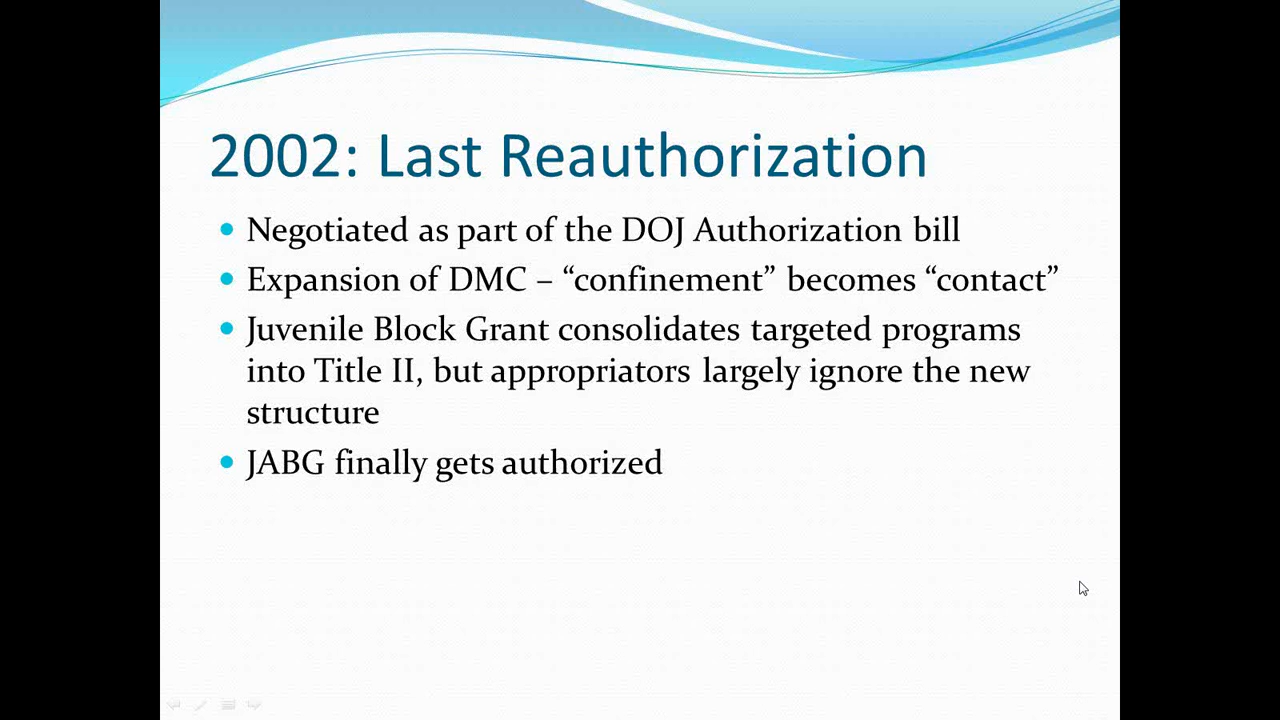 2002: Last Reauthorization
Negotiated as part of the DOJ Authorization bill
Expansion of DMC – “confinement” becomes “contact”
Juvenile Block Grant consolidates targeted programs
into Title II, but appropriators largely ignore the new
structure
JABG finally gets authorized